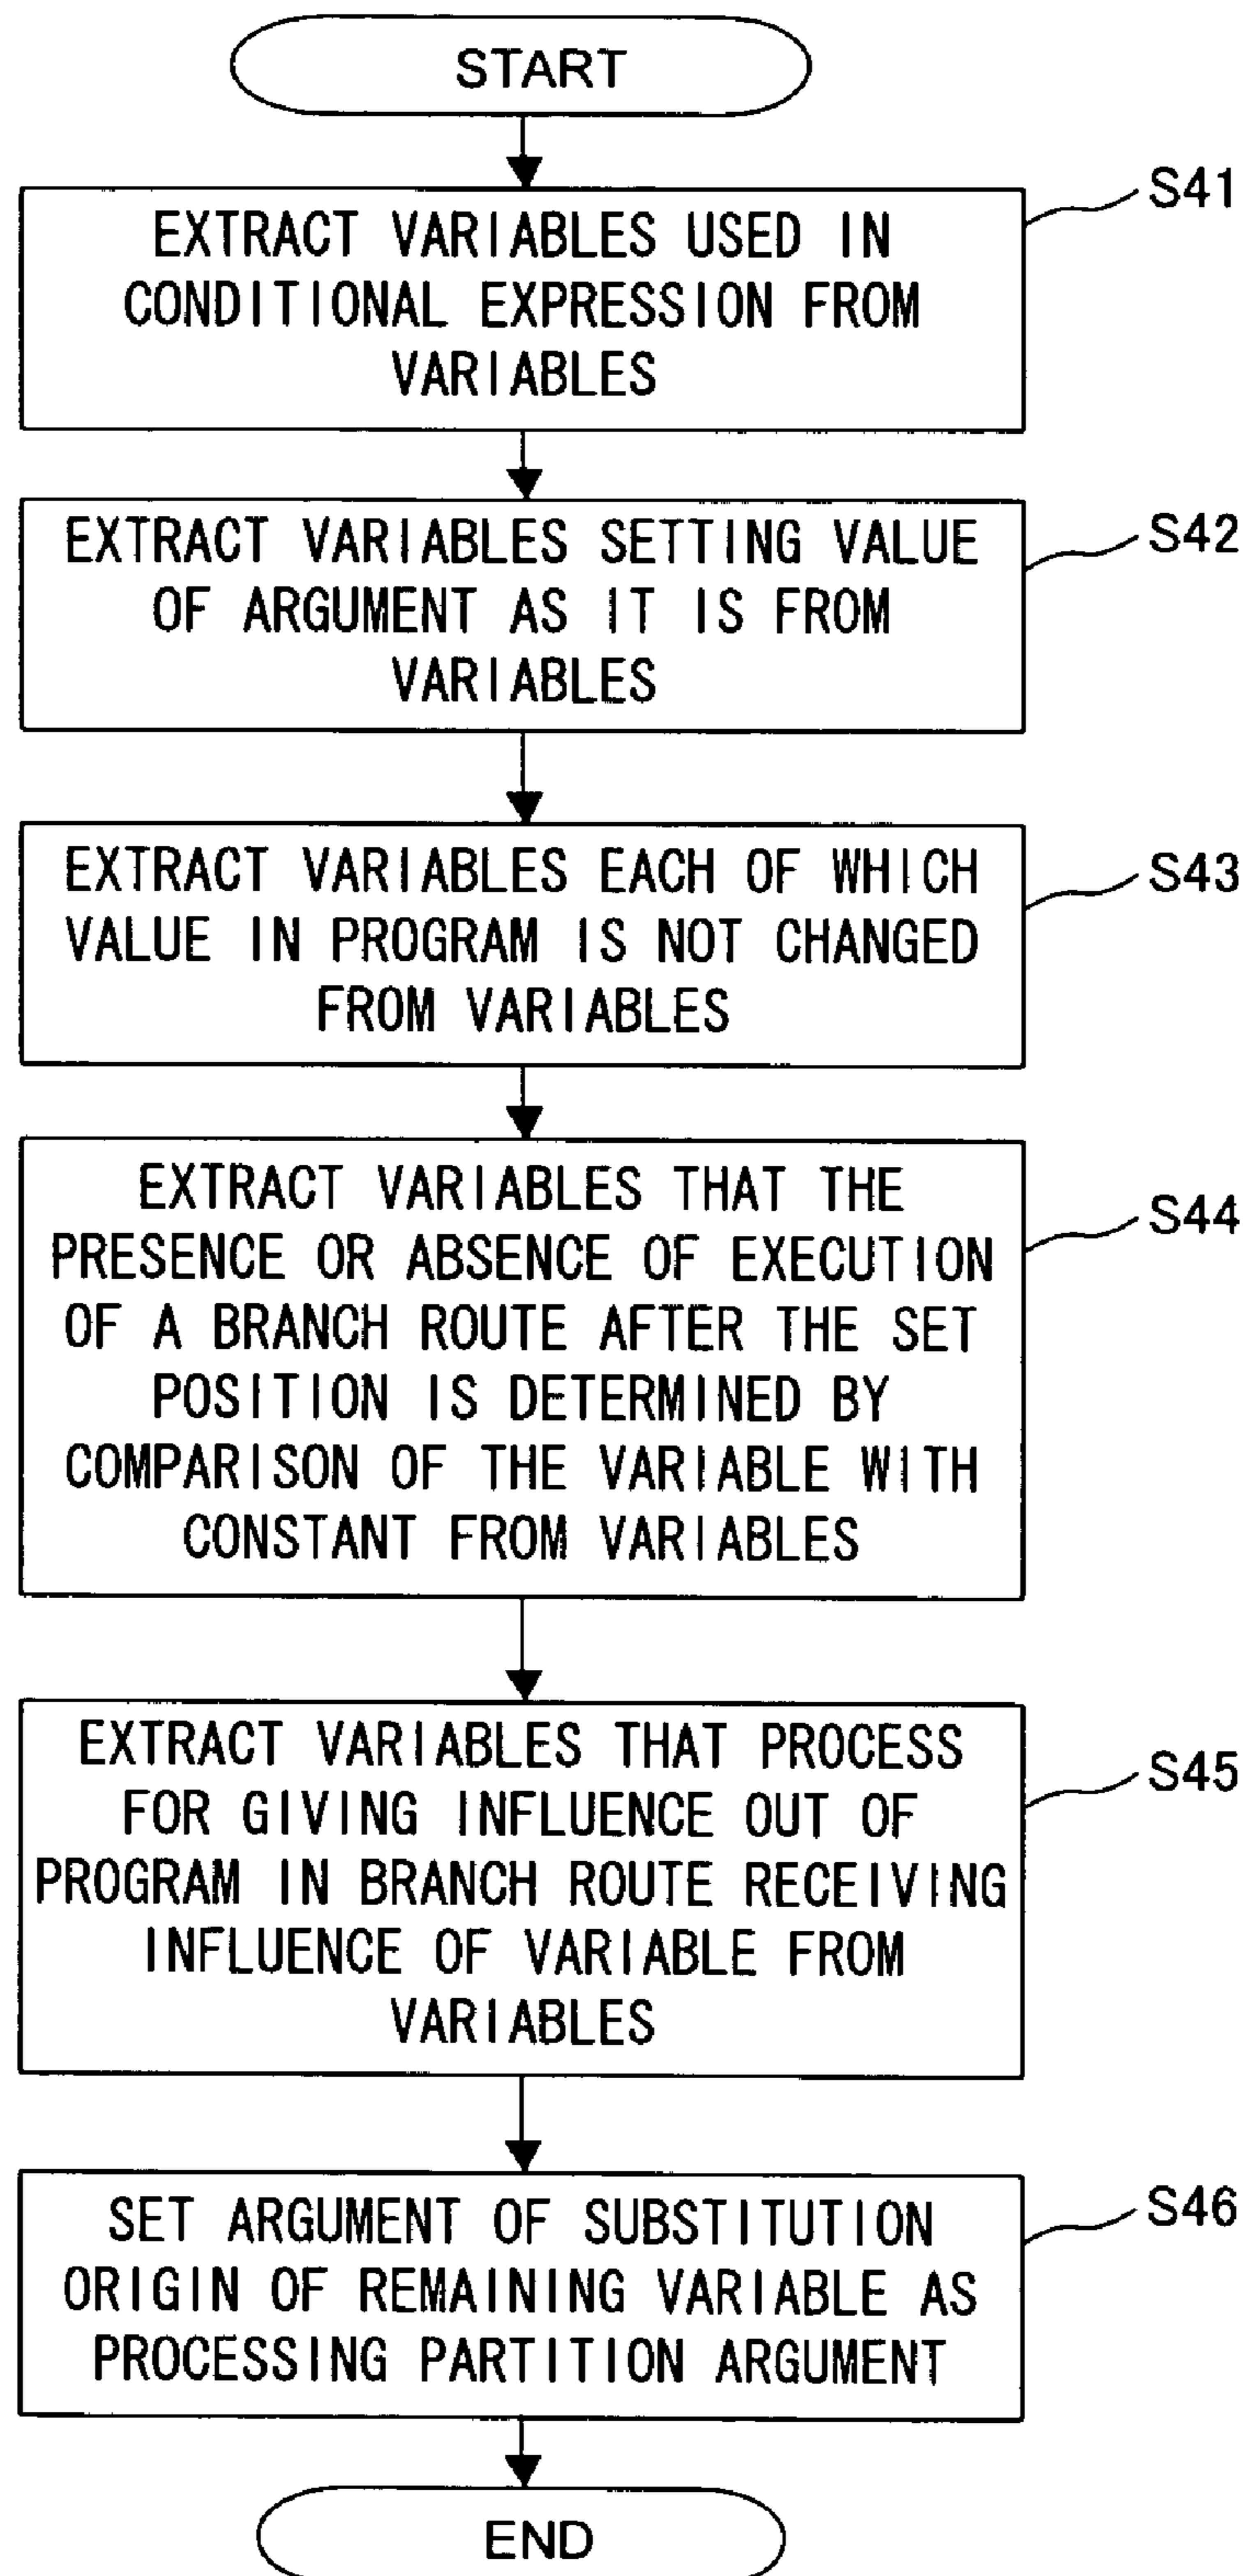 START
S41
EXTRACT VARIABLES USED IN
CONDITIONAL EXPRESSION FROM
VARIABLES
S42
EXTRACT VARIABLES SETTING VALUE
OF ARGUMENT AS IT IS FROM
VARIABLES
S43
EXTRACT VARIABLES EACH OF WHICH
VALUE IN PROGRAM IS NOT CHANGED
FROM VARIABLES
S44
EXTRACT VARIABLES THAT THE
PRESENCE OR ABSENCE OF EXECUTION
OF A BRANCH ROUTE AFTER THE SET
POSITION IS DETERMINED BY
COMPARISON OF THE VARIABLE WITH
CONSTANT FROM VARIABLES
S45
EXTRACT VARIABLES THAT PROCESS
FOR GIVING INFLUENCE OUT OF
PROGRAM IN BRANCH ROUTE RECEIVING
INFLUENCE OF VARIABLE FROM
VARIABLES
S46
SET ARGUMENT OF SUBSTITUTION
ORIGIN OF REMAINING VARIABLE AS
PROCESSING PARTITION ARGUMENT
END